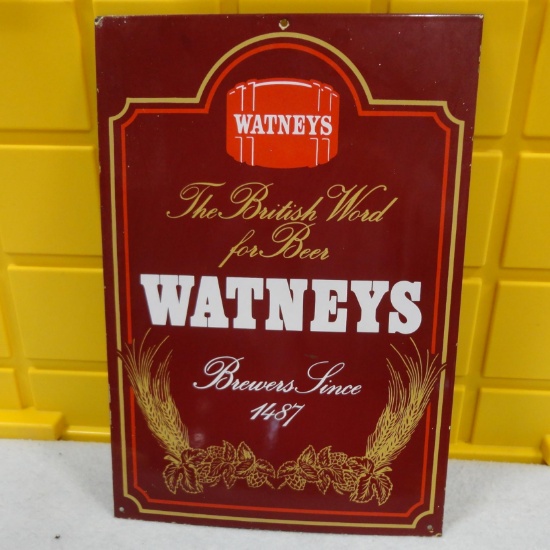 WATNEYS
The British Word
for Beer
WATNEYS
Brewers Since
1487